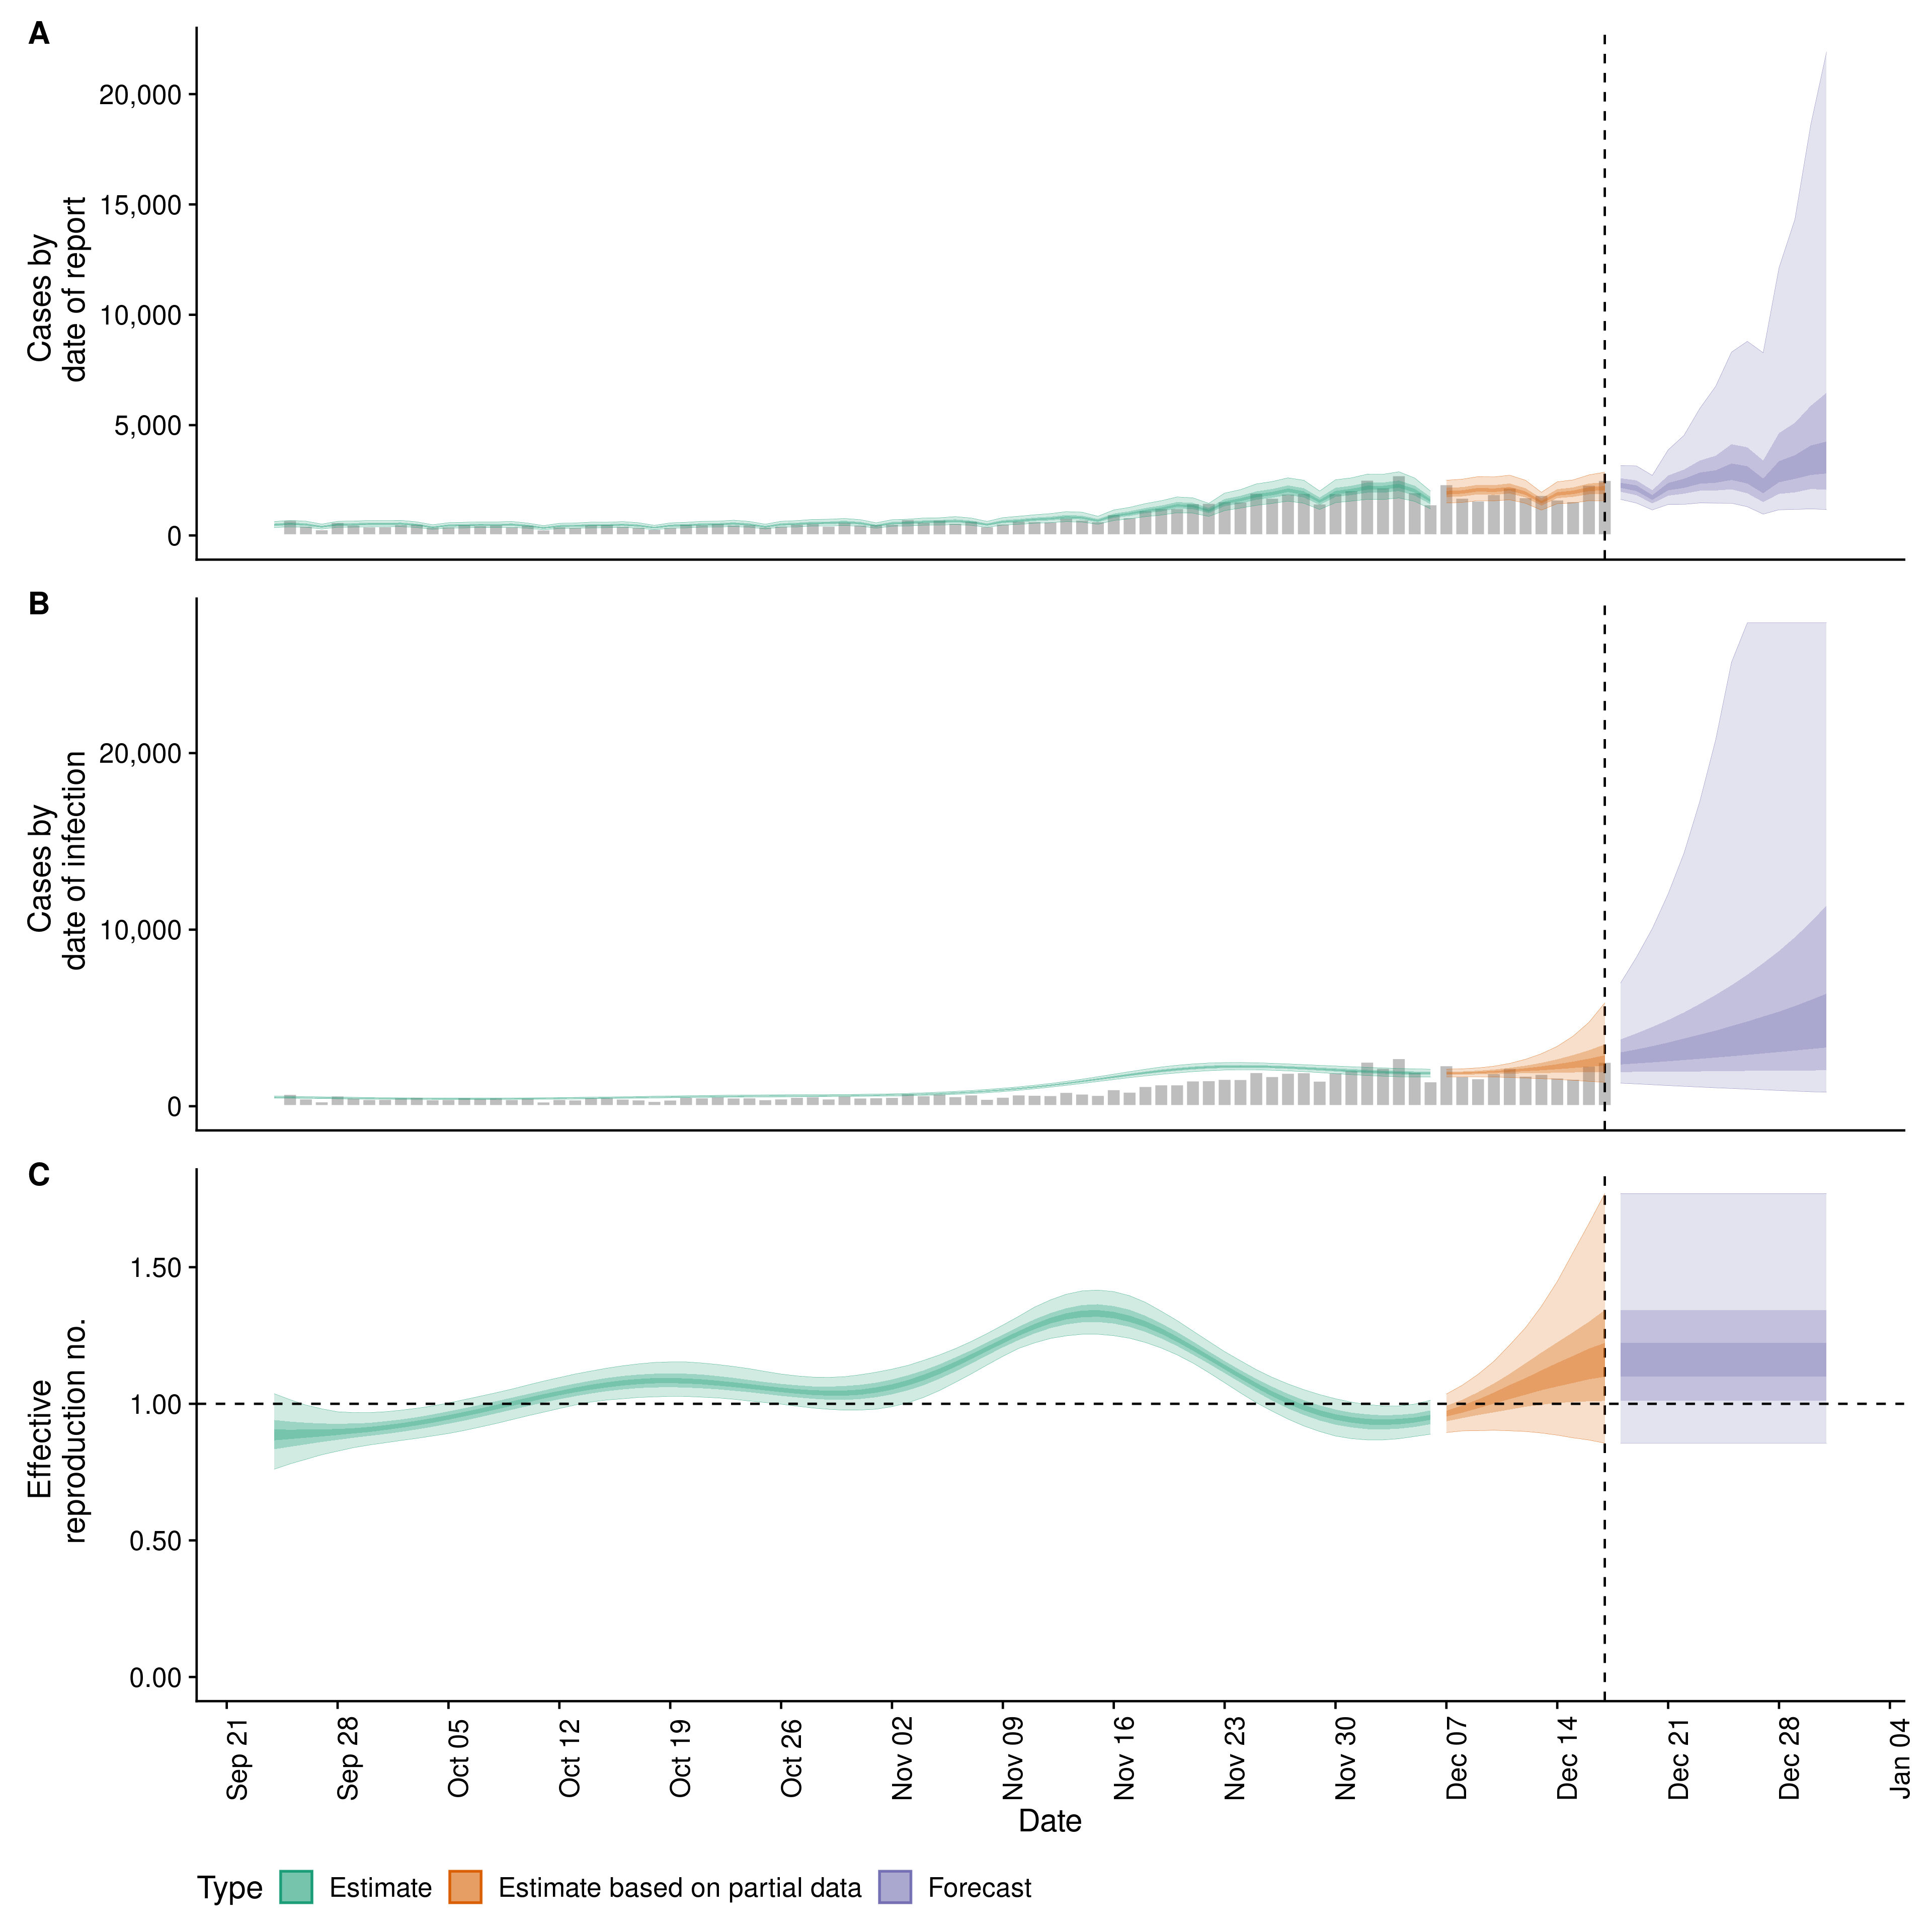 A
Cases by
date of report
20,000
15,000
10,000
5,000
0
B
Cases by
date of infection
20,000
10,000
0
C
Effective
reproduction no.
1.50
1.00
0.50
0.00
Sep 21
Sep 28
Oct 05
Oct 12
Oct 19
Oct 26
Nov 02
Nov 09
Nov 16
Nov 23
Nov 30
Dec 07
Dec 14
Dec 21
Dec 28
Jan 04
Date
Type Estimate Estimate based on partial data Forecast